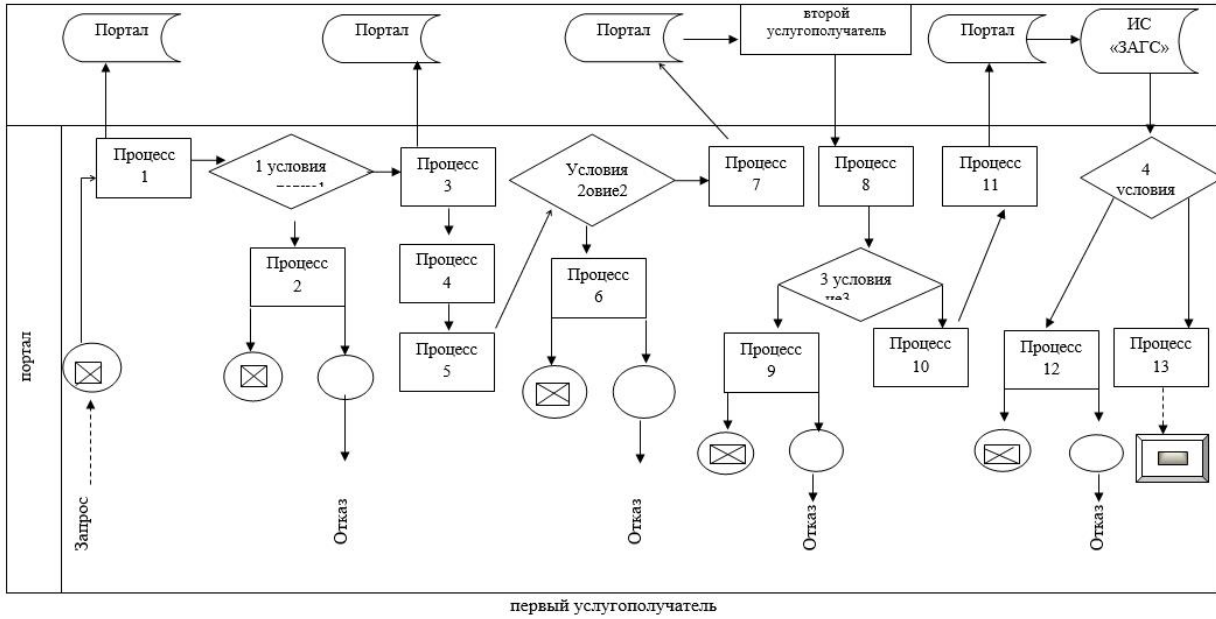 Портал
Портал
Портал
второй
услугополучатель
Портал
ИС
«ЗАГС»
Процесс
1
1 условия
Процесс
3
Условия
2овие2
Процесс
7
Процесс
8
Процесс
11
4
условия
Процесс
2
Процесс
4
Процесс
6
3 условия
Процесс
5
Процесс
9
Процесс
10
Процесс
12
Процесс
13
портал
Запрос
Отказ
Отказ
Отказ
Отказ
первый услугополучатель